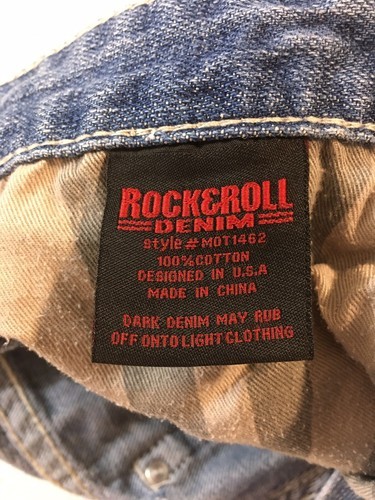 ROCK&ROLL
DENIM
style # MOT1462
100% COTTON
DESIGNED IN U.S.A
MADE IN CHINA
DARK DENIM MAY RUB
OFF ONTO LIGHT CLOTHING